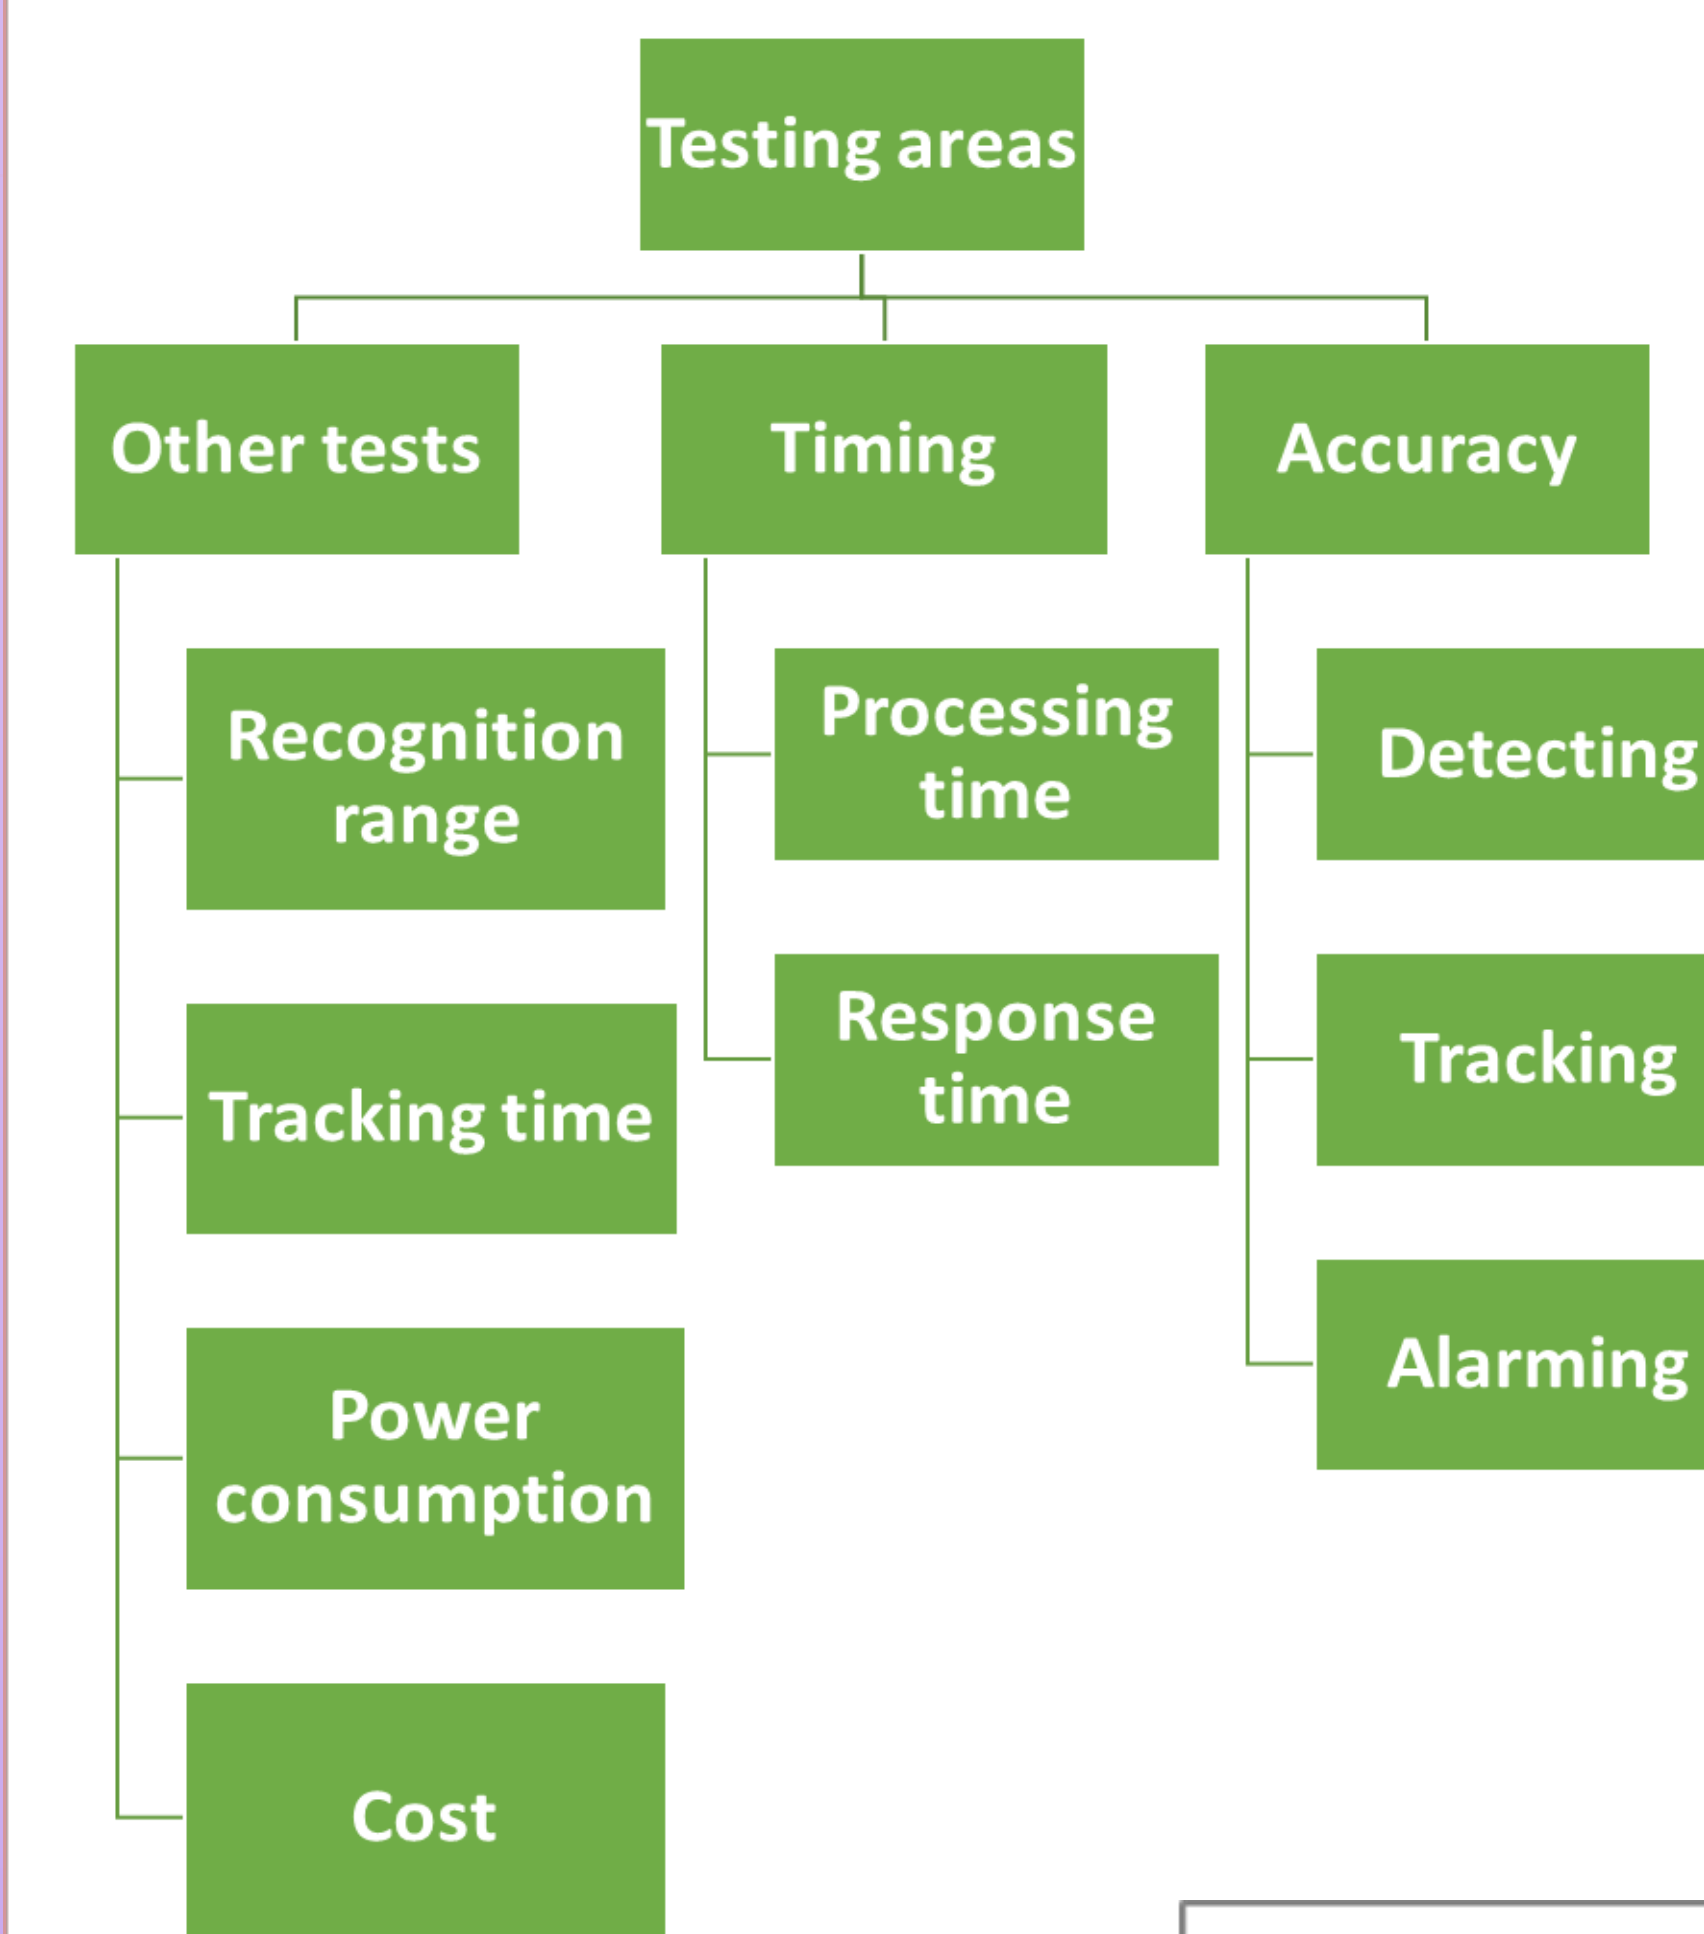 Testing areas
Other tests
Timing
Accuracy
Recognition
range
Tracking time
Power
consumption
Cost
Processing
time
Response
time
Detecting
Tracking
Alarming